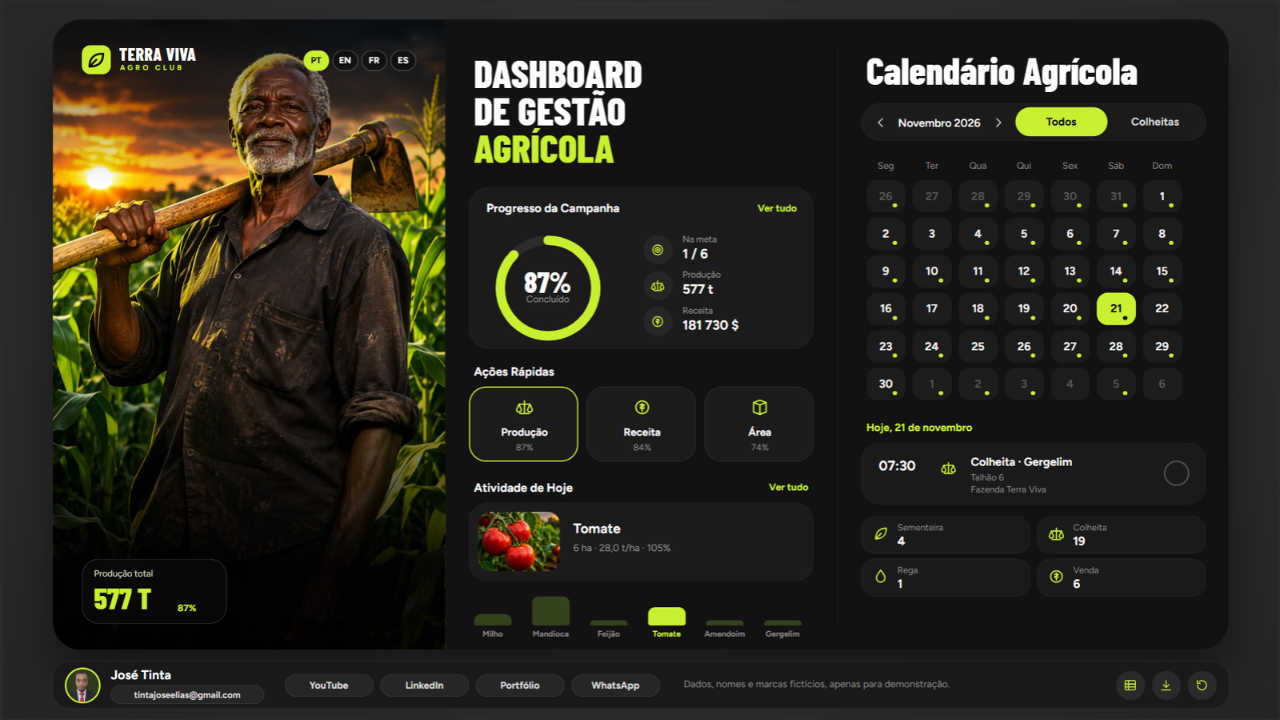 TERRA VIVA
AGRO CLUB
PT EN FR ES
Produção total
577 T 87%
DASHBOARD
DE GESTÃO
AGRÍCOLA
Progresso da Campanha Ver tudo
87%
Concluído
Na meta
1 / 6
Produção
577 t
Receita
181 730 $
Ações Rápidas
Produção
87%
Receita
84%
Área
74%
Atividade de Hoje Ver tudo
Tomate
6 ha · 28,0 t/ha · 105%
Milho Mandioca Feijão Tomate Amendoim Gergelim
Calendário Agrícola
Novembro 2026 Todos Colheitas
Seg Ter Qua Qui Sex Sáb Dom
26 27 28 29 30 31 1
2 3 4 5 6 7 8
9 10 11 12 13 14 15
16 17 18 19 20 21 22
23 24 25 26 27 28 29
30 1 2 3 4 5 6
Hoje, 21 de novembro
07:30
Colheita · Gergelim
Talhão 6
Fazenda Terra Viva
Sementeira
4
Colheita
19
Rega
1
Venda
6
José Tinta
tintajoseelias@gmail.com
YouTube LinkedIn Portfólio WhatsApp
Dados, nomes e marcas fictícios, apenas para demonstração.